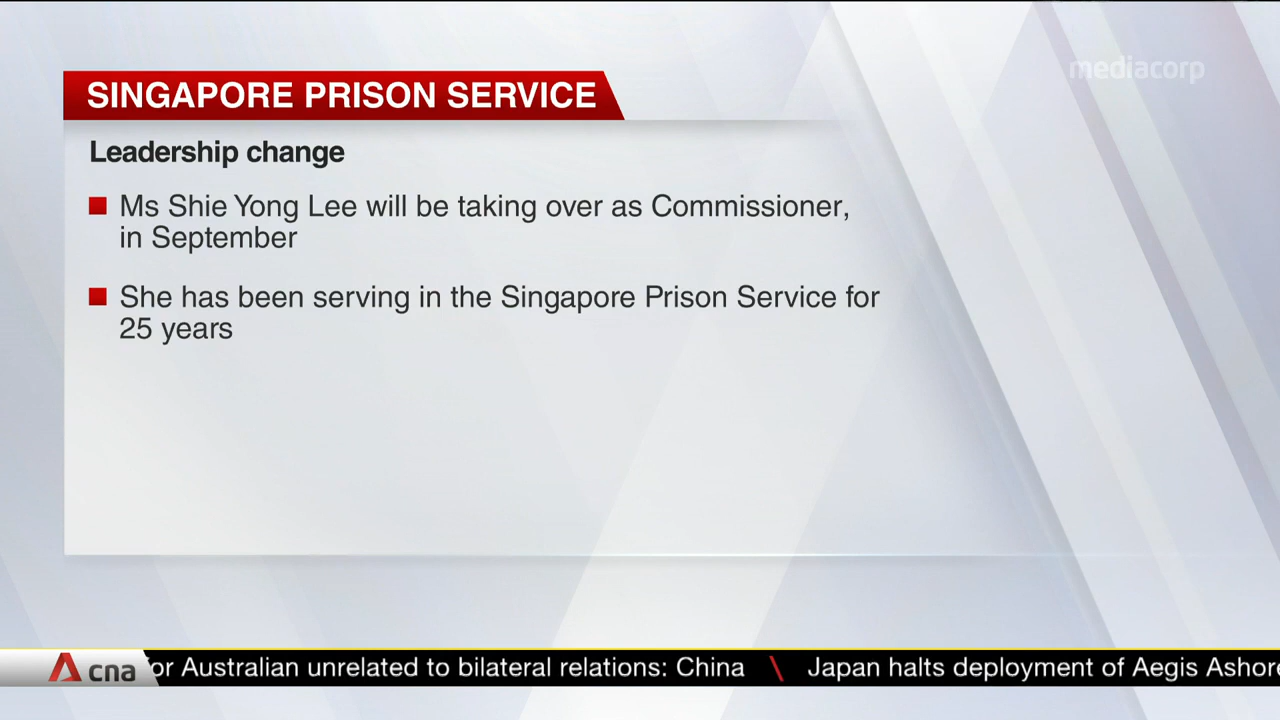 mediacorp
SINGAPORE PRISON SERVICE
Leadership change
Ms Shie Yong Lee will be taking over as Commissioner,
in September
She has been serving in the Singapore Prison Service for
25 years
cna
or Australian unrelated to bilateral relations: China \ Japan halts deployment of Aegis Ashore